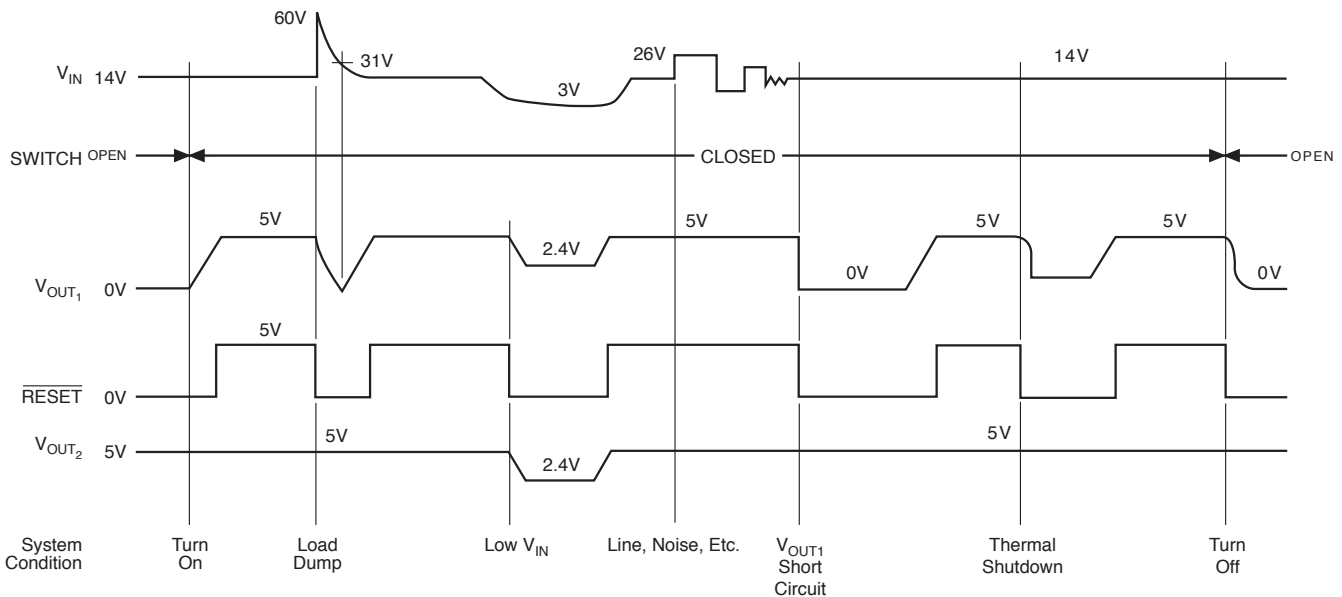 60V
31V
26V
14V
V_IN 14V
3V
SWITCH OPEN
CLOSED
OPEN
5V
5V
5V
5V
2.4V
0V
0V
V_OUT1 0V
5V
RESET 0V
5V
5V
V_OUT2 5V
2.4V
System Condition
Turn On
Load Dump
Low V_IN
Line, Noise, Etc.
V_OUT1 Short Circuit
Thermal Shutdown
Turn Off